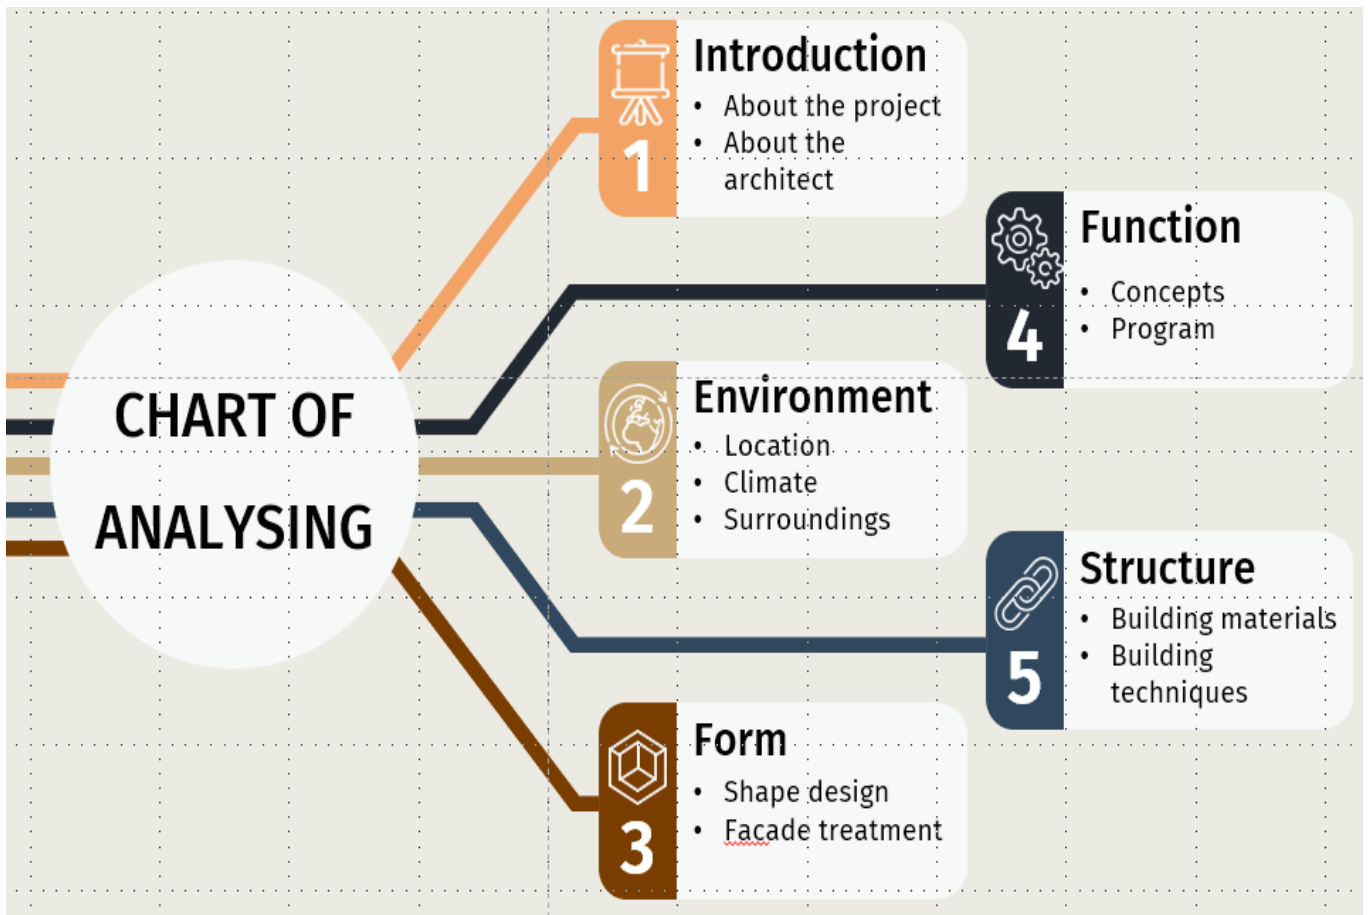 CHART OF
ANALYSING
1
Introduction
• About the project
• About the
architect
2
Environment
• Location
• Climate
• Surroundings
3
Form
• Shape design
• Façade treatment
4
Function
• Concepts
• Program
5
Structure
• Building materials
• Building
techniques